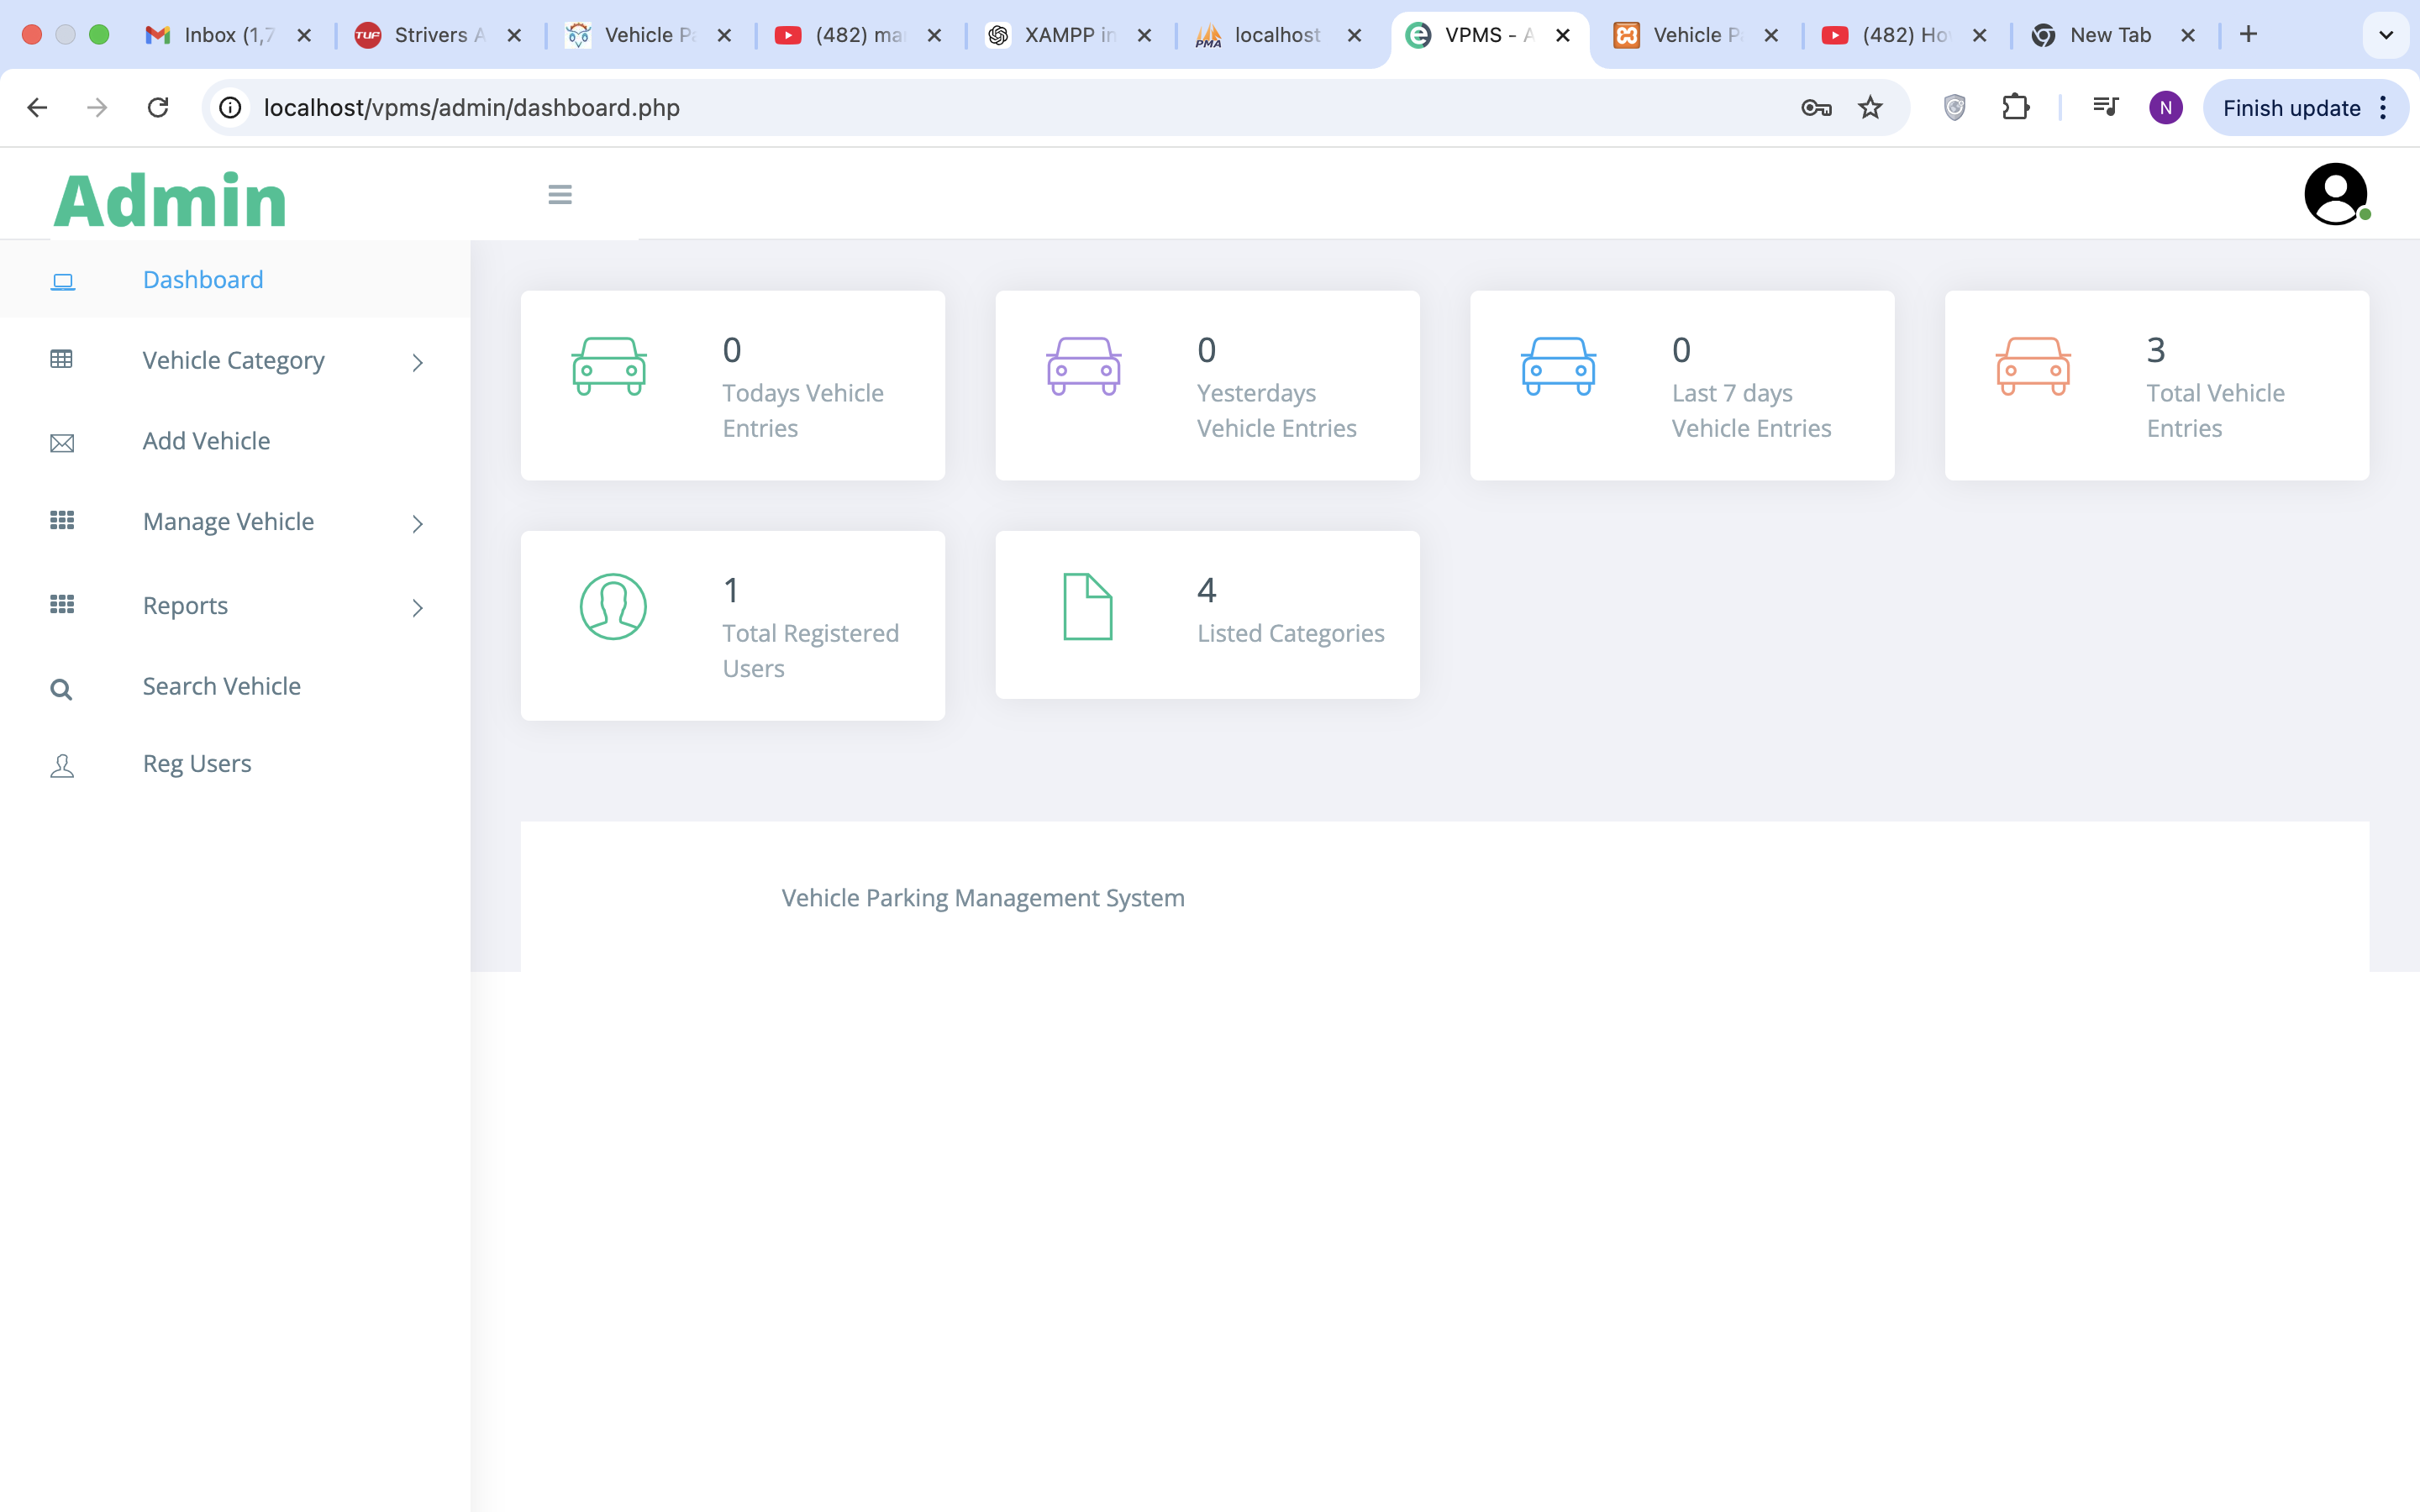 Inbox (1,7
Strivers A
Vehicle Pa
(482) ma
XAMPP in
localhost
VPMS - A
Vehicle P
(482) Ho
New Tab
localhost/vpms/admin/dashboard.php
N
Finish update
Admin
Dashboard
Vehicle Category
Add Vehicle
Manage Vehicle
Reports
Search Vehicle
Reg Users
0
Todays Vehicle
Entries
0
Yesterdays
Vehicle Entries
0
Last 7 days
Vehicle Entries
3
Total Vehicle
Entries
1
Total Registered
Users
4
Listed Categories
Vehicle Parking Management System